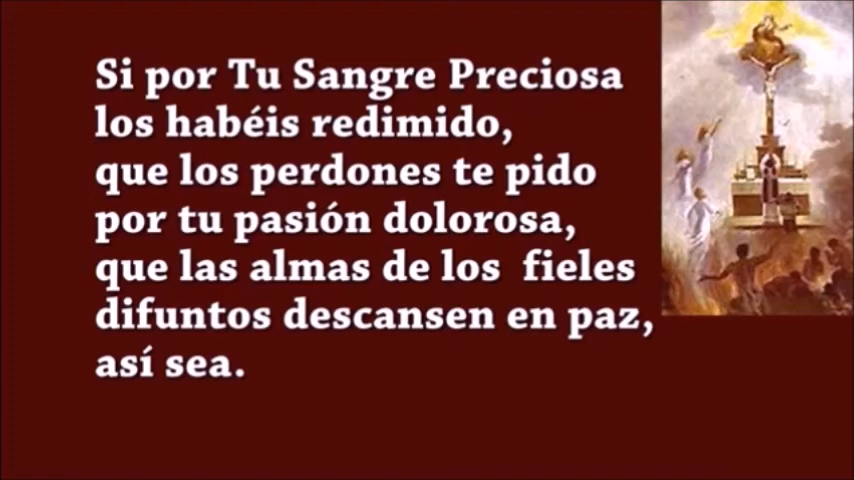 Si por Tu Sangre Preciosa
los habéis redimido,
que los perdones te pido
por tu pasión dolorosa,
que las almas de los fieles
difuntos descansen en paz,
así sea.